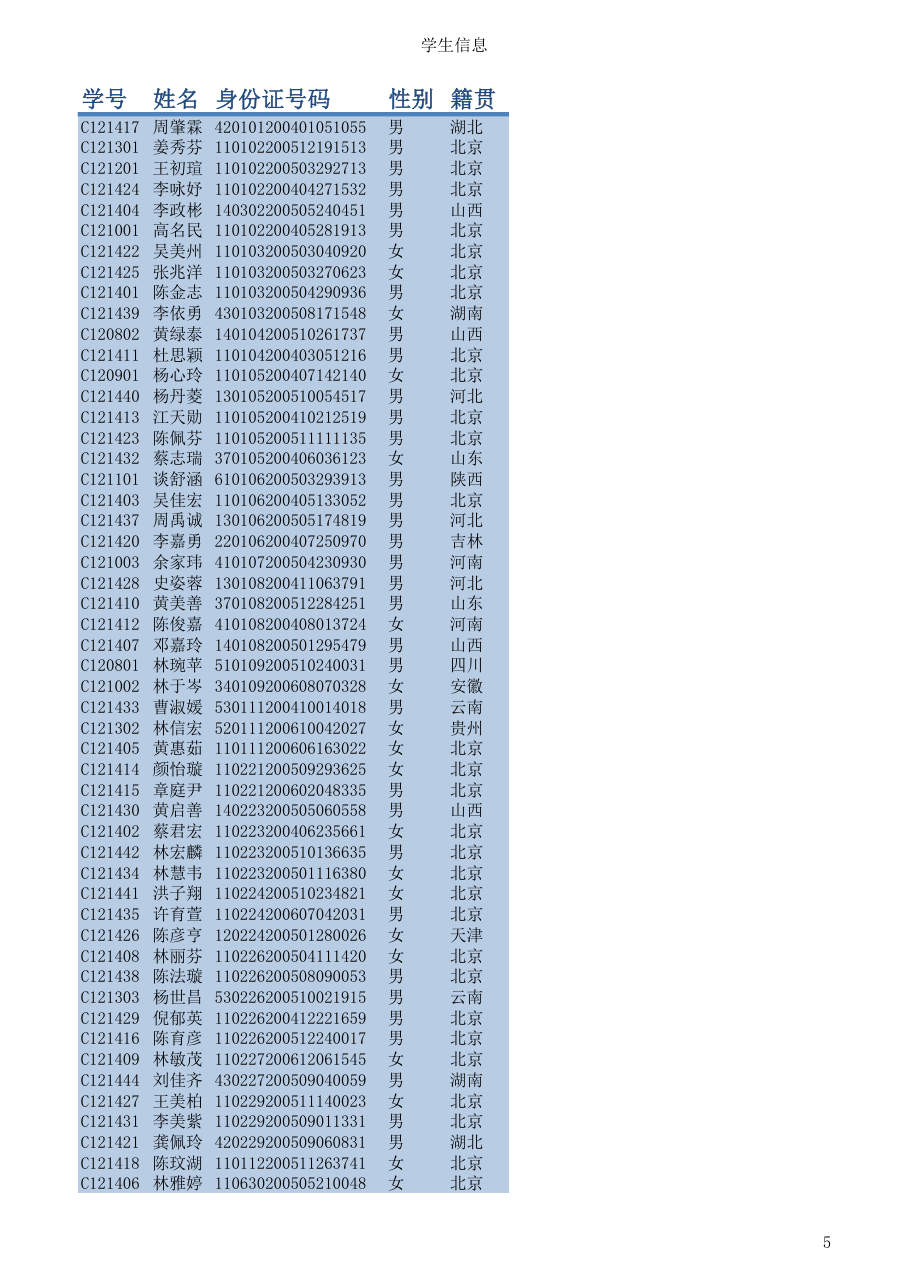 学生信息
学号 姓名 身份证号码 性别 籍贯
C121417 周肇霖 420101200401051055 男 湖北
C121301 姜秀芬 110102200512191513 男 北京
C121201 王初瑄 110102200503292713 男 北京
C121424 李咏妤 110102200404271532 男 北京
C121404 李政彬 140302200505240451 男 山西
C121001 高名民 110102200405281913 男 北京
C121422 吴美州 110103200503040920 女 北京
C121425 张兆洋 110103200503270623 女 北京
C121401 陈金志 110103200504290936 男 北京
C121439 李依勇 430103200508171548 女 湖南
C120802 黄绿泰 140104200510261737 男 山西
C121411 杜思颖 110104200403051216 男 北京
C120901 杨心玲 110105200407142140 女 北京
C121440 杨丹菱 130105200510054517 男 河北
C121413 江天勋 110105200410212519 男 北京
C121423 陈佩芬 110105200511111135 男 北京
C121432 蔡志瑞 370105200406036123 女 山东
C121101 谈舒涵 610106200503293913 男 陕西
C121403 吴佳宏 110106200405133052 男 北京
C121437 周禹诚 130106200505174819 男 河北
C121420 李嘉勇 220106200407250970 男 吉林
C121003 余家玮 410107200504230930 男 河南
C121428 史姿蓉 130108200411063791 男 河北
C121410 黄美善 370108200512284251 男 山东
C121412 陈俊嘉 410108200408013724 女 河南
C121407 邓嘉玲 140108200501295479 男 山西
C120801 林琬苹 510109200510240031 男 四川
C121002 林于岑 340109200608070328 女 安徽
C121433 曹淑媛 530111200410014018 男 云南
C121302 林信宏 520111200610042027 女 贵州
C121405 黄惠茹 110111200606163022 女 北京
C121414 颜怡璇 110221200509293625 女 北京
C121415 章庭尹 110221200602048335 男 北京
C121430 黄启善 140223200505060558 男 山西
C121402 蔡君宏 110223200406235661 女 北京
C121442 林宏麟 110223200510136635 男 北京
C121434 林慧韦 110223200501116380 女 北京
C121441 洪子翔 110224200510234821 女 北京
C121435 许育萱 110224200607042031 男 北京
C121426 陈彦亨 120224200501280026 女 天津
C121408 林丽芬 110226200504111420 女 北京
C121438 陈法璇 110226200508090053 男 北京
C121303 杨世昌 530226200510021915 男 云南
C121429 倪郁英 110226200412221659 男 北京
C121416 陈育彦 110226200512240017 男 北京
C121409 林敏茂 110227200612061545 女 北京
C121444 刘佳齐 430227200509040059 男 湖南
C121427 王美柏 110229200511140023 女 北京
C121431 李美紫 110229200509011331 男 北京
C121421 龚佩玲 420229200509060831 男 湖北
C121418 陈玟湖 110112200511263741 女 北京
C121406 林雅婷 110630200505210048 女 北京
5